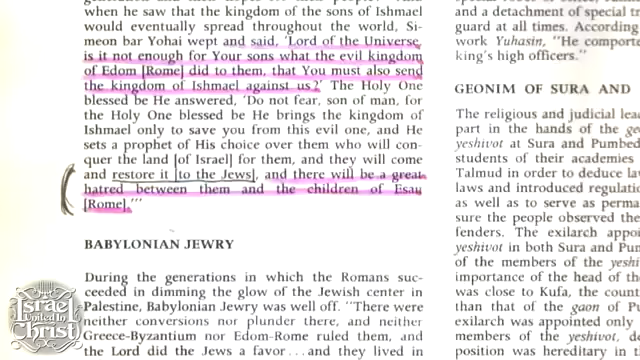 when he saw that the kingdom of the sons of Ishmael
would eventually spread throughout the world, Si-
meon bar Yohai wept and said, 'Lord of the Universe,
is it not enough for Your sons what the evil kingdom
of Edom [Rome] did to them, that You must also send
the kingdom of Ishmael against us?' The Holy One
blessed be He answered, 'Do not fear, son of man, for
the Holy One blessed be He brings the kingdom of
Ishmael only to save you from this evil one, and He
sets a prophet of His choice over them who will con-
quer the land [of Israel] for them, and they will come
and restore it [to the Jews], and there will be a great
hatred between them and the children of Esau
[Rome].'"
BABYLONIAN JEWRY
During the generations in which the Romans suc-
ceeded in dimming the glow of the Jewish center in
Palestine, Babylonian Jewry was well off. "There were
neither conversions nor plunder there, and neither
Greece-Byzantium nor Edom-Rome ruled them, and
the Lord did the Jews a favor . . . and they lived in
and a detachment of special
guard at all times. According
work Yuhasin, "He comporte
king's high officers."
GEONIM OF SURA AND
The religious and judicial lea
part in the hands of the ge
yeshivot at Sura and Pumbed
students of their academies
Talmud in order to deduce la
laws and introduced regulatio
as well as to serve as perma
sure the people observed the
fenders. The exilarch appoi
yeshivot in both Sura and Pur
of the members of the yeshi
importance of the head of th
was close to Kufa, the count
than that of the gaon of Pu
exilarch was appointed only
members of the yeshivot, de
position was hereditary in t
Israel
United In
Christ